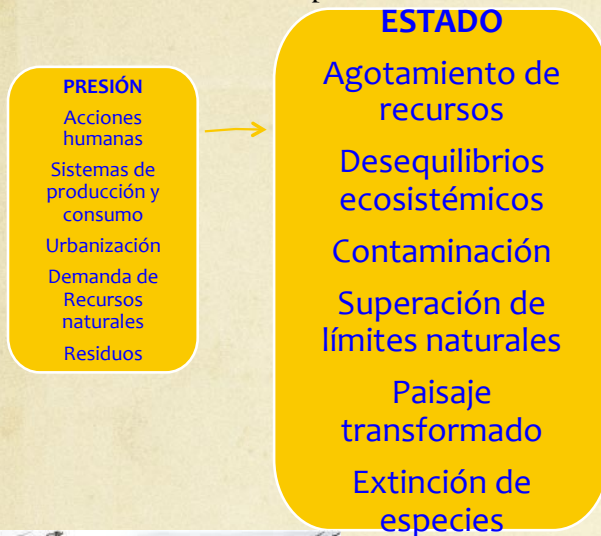 PRESIÓN
Acciones
humanas
Sistemas de
producción y
consumo
Urbanización
Demanda de
Recursos
naturales
Residuos
ESTADO
Agotamiento de
recursos
Desequilibrios
ecosistémicos
Contaminación
Superación de
límites naturales
Paisaje
transformado
Extinción de
especies